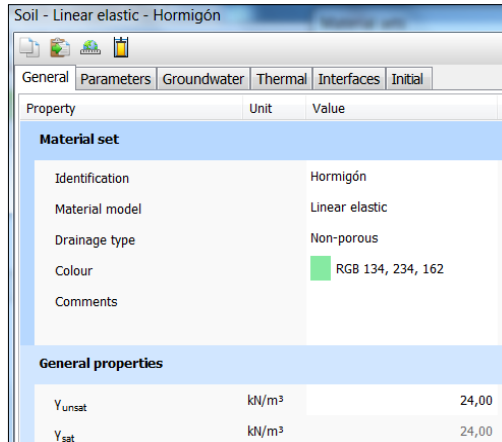 Soil - Linear elastic - Hormigón
General Parameters Groundwater Thermal Interfaces Initial
Property Unit Value
Material set
Identification Hormigón
Material model Linear elastic
Drainage type Non-porous
Colour RGB 134, 234, 162
Comments
General properties
γunsat kN/m³ 24,00
γsat kN/m³ 24,00